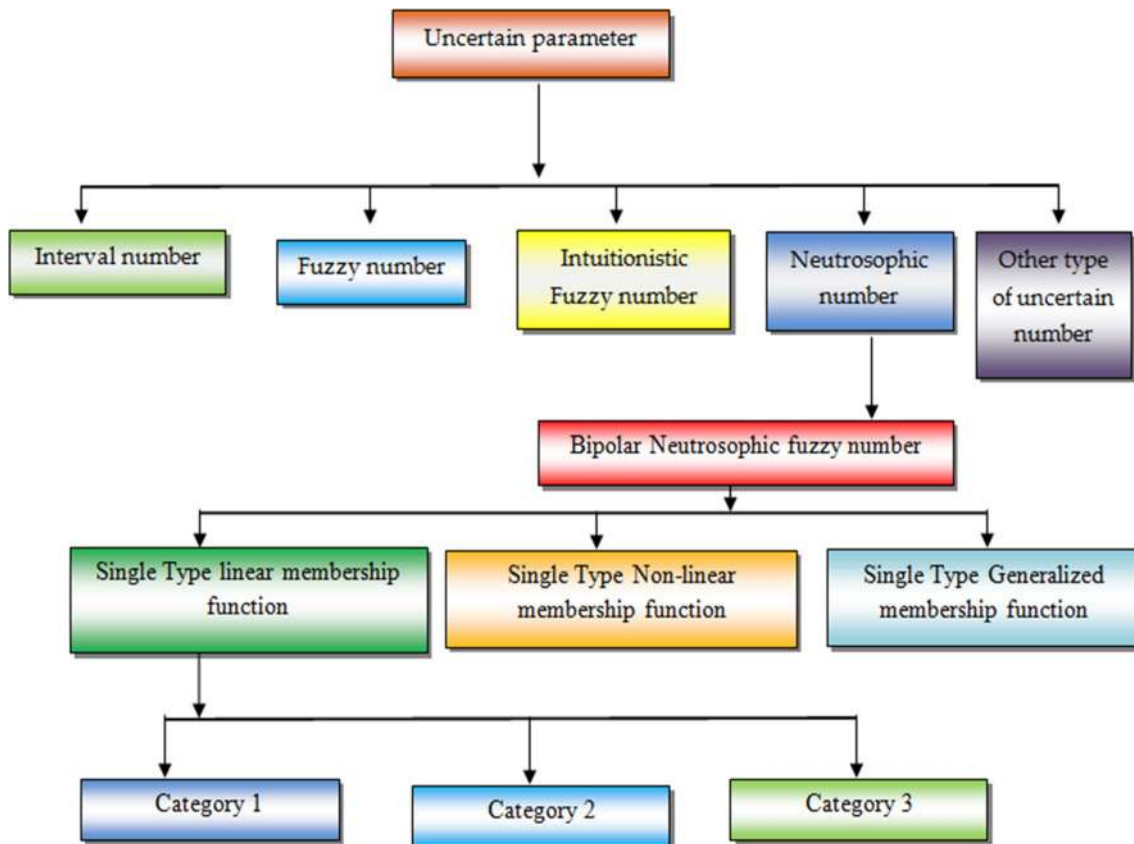 Uncertain parameter
Interval number
Fuzzy number
Intuitionistic
Fuzzy number
Neutrosophic
number
Other type
of uncertain
number
Bipolar Neutrosophic fuzzy number
Single Type linear membership
function
Single Type Non-linear
membership function
Single Type Generalized
membership function
Category 1
Category 2
Category 3